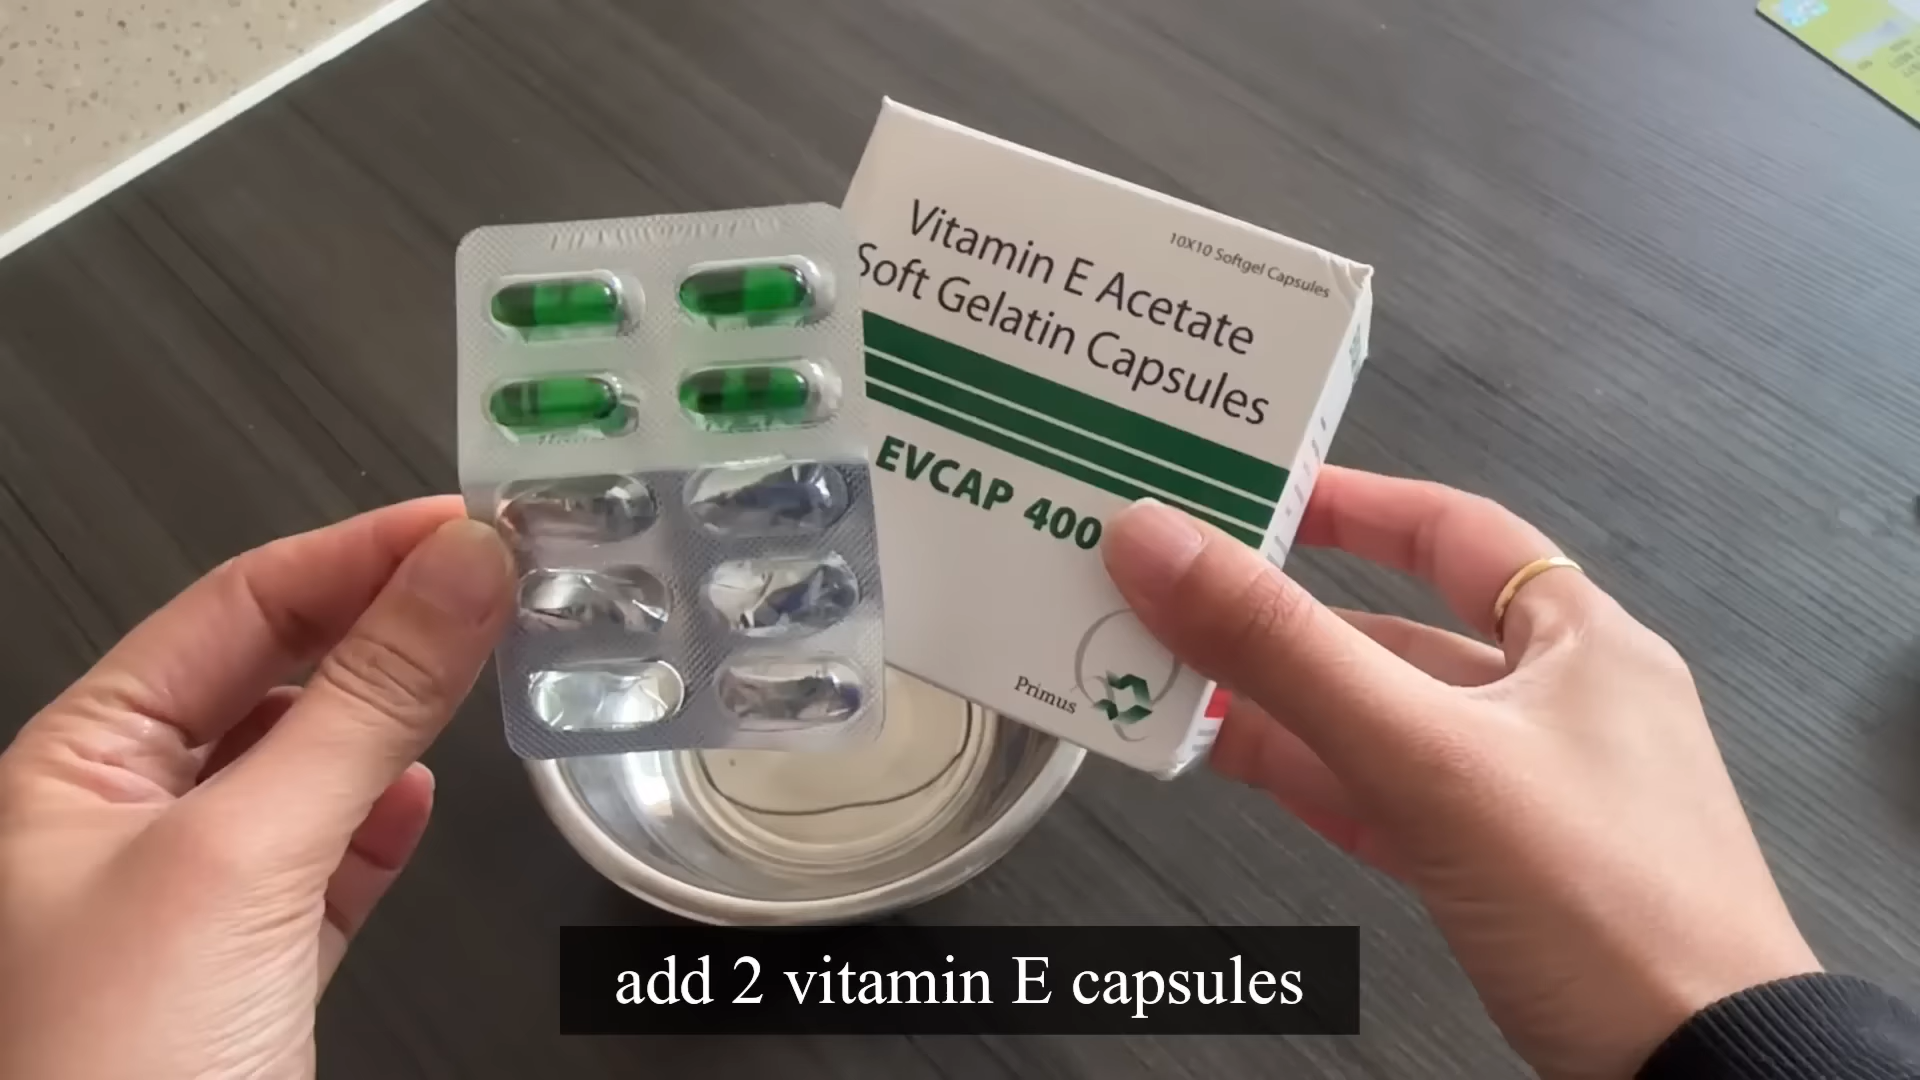 Vitamin E Acetate
Soft Gelatin Capsules
10X10 Softgel Capsules
EVCAP 400
Primus
add 2 vitamin E capsules